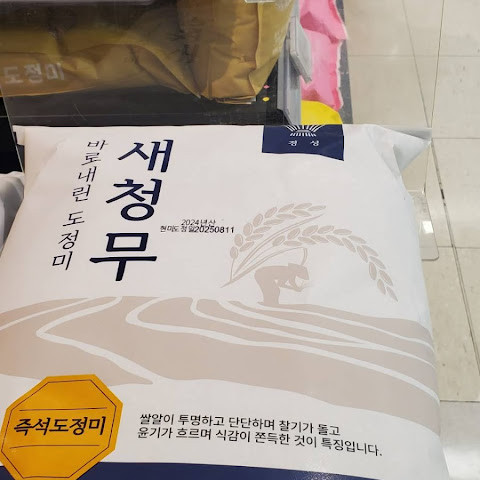 도정미
정성
새청무
바로내린 도정미
2024년산
현미도정일20250811
즉석도정미
쌀알이 투명하고 단단하며 찰기가 돌고
윤기가 흐르며 식감이 쫀득한 것이 특징입니다.